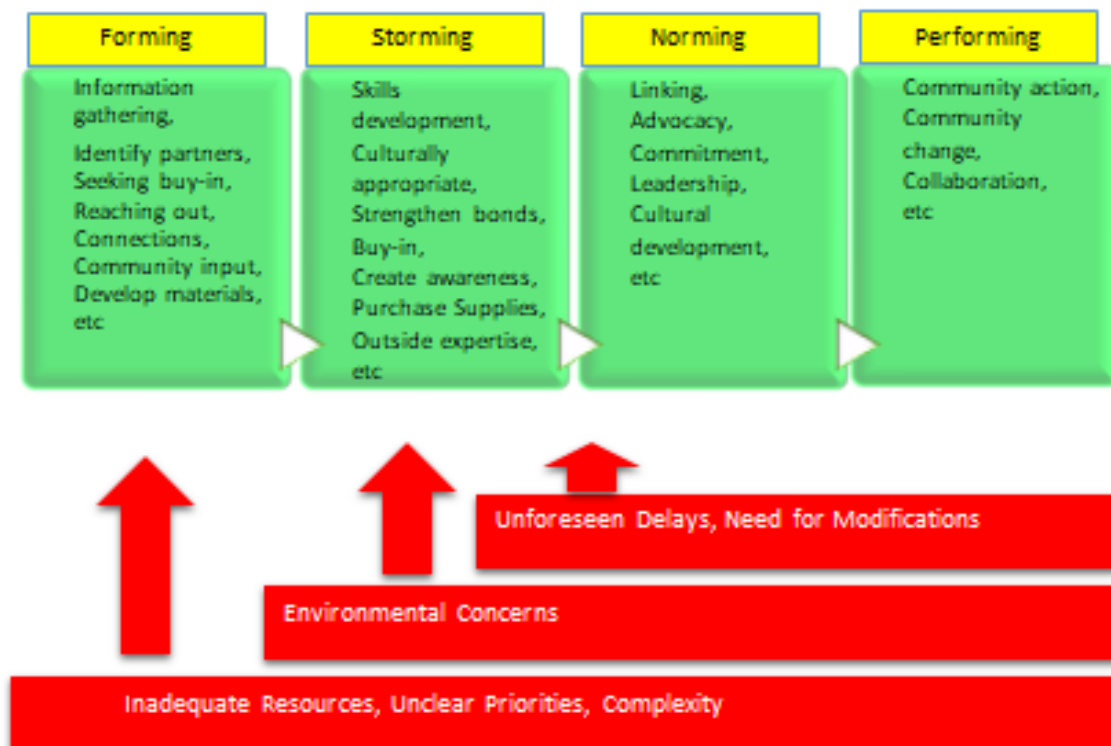 Forming
Information
gathering,
Identify partners,
Seeking buy-in,
Reaching out,
Connections,
Community input,
Develop materials,
etc
Storming
Skills
development,
Culturally
appropriate,
Strengthen bonds,
Buy-in,
Create awareness,
Purchase Supplies,
Outside expertise,
etc
Norming
Linking,
Advocacy,
Commitment,
Leadership,
Cultural
development,
etc
Performing
Community action,
Community
change,
Collaboration,
etc
Unforeseen Delays, Need for Modifications
Environmental Concerns
Inadequate Resources, Unclear Priorities, Complexity